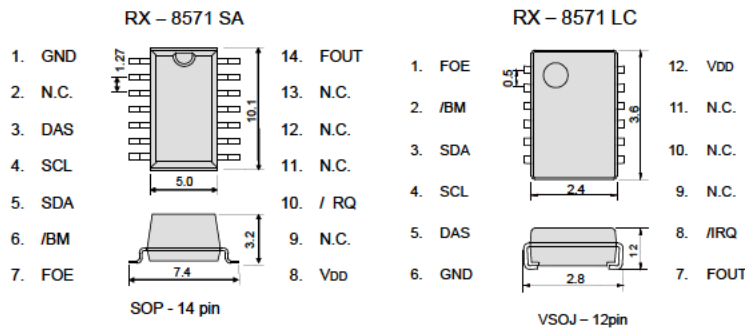 RX – 8571 SA
1. GND
2. N.C.
3. DAS
4. SCL
5. SDA
6. /BM
7. FOE
1.27
10.1
5.0
3.2
7.4
14. FOUT
13. N.C.
12. N.C.
11. N.C.
10. / RQ
9. N.C.
8. VDD
SOP - 14 pin
RX – 8571 LC
1. FOE
2. /BM
3. SDA
4. SCL
5. DAS
6. GND
0.5
3.6
2.4
12
2.8
12. VDD
11. N.C.
10. N.C.
9. N.C.
8. /IRQ
7. FOUT
VSOJ – 12pin